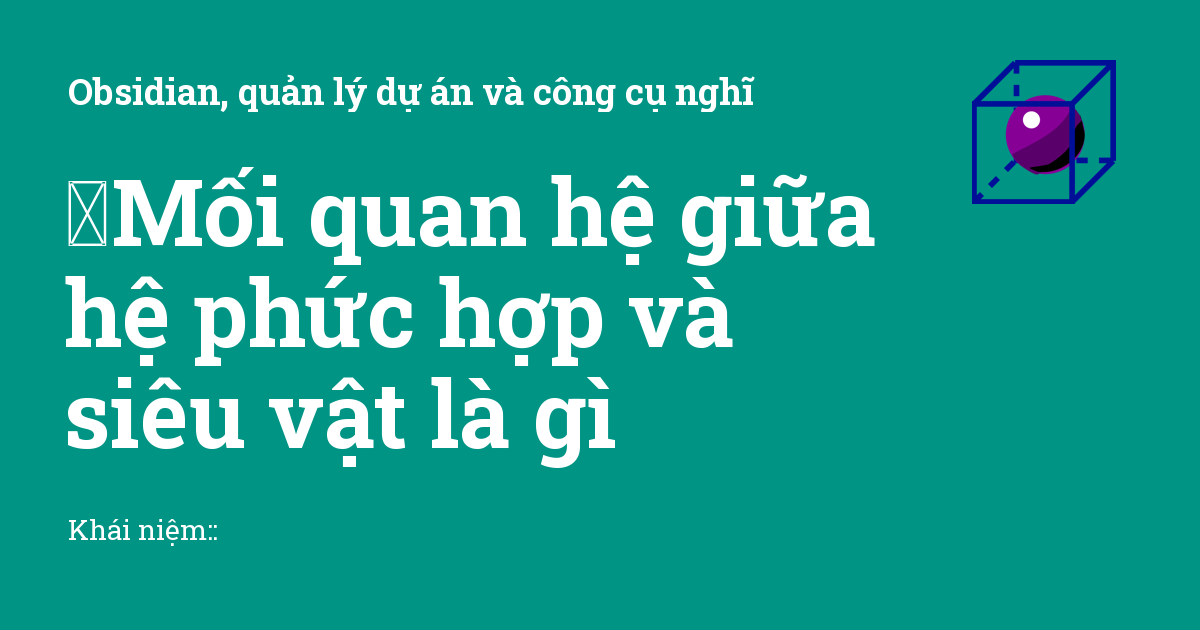 Obsidian, quản lý dự án và công cụ nghĩ
Mối quan hệ giữa
hệ phức hợp và
siêu vật là gì
Khái niệm::